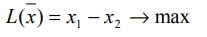 L(x̅) = x₁ − x₂ → max